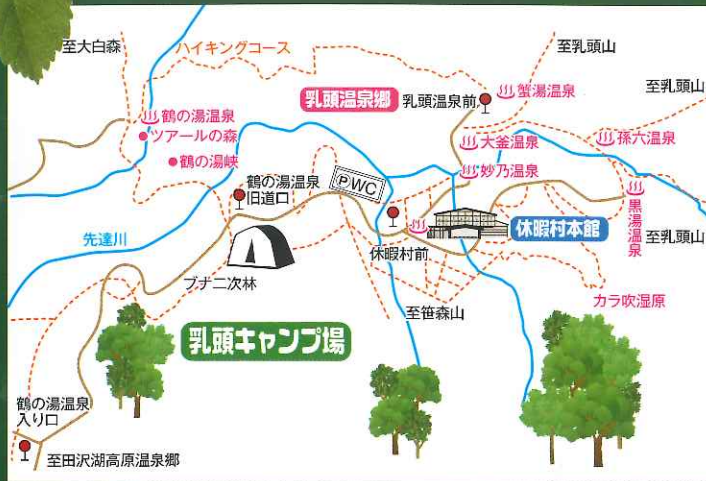 至大白森
ハイキングコース
至乳頭山
乳頭温泉郷
乳頭温泉前
蟹湯温泉
至乳頭山
鶴の湯温泉
ツアールの森
鶴の湯峡
大釜温泉
孫六温泉
妙乃温泉
鶴の湯温泉
旧道口
PWC
黒湯温泉
休暇村本館
先達川
休暇村前
至乳頭山
ブナ二次林
カラ吹湿原
至笹森山
乳頭キャンプ場
鶴の湯温泉
入り口
至田沢湖高原温泉郷